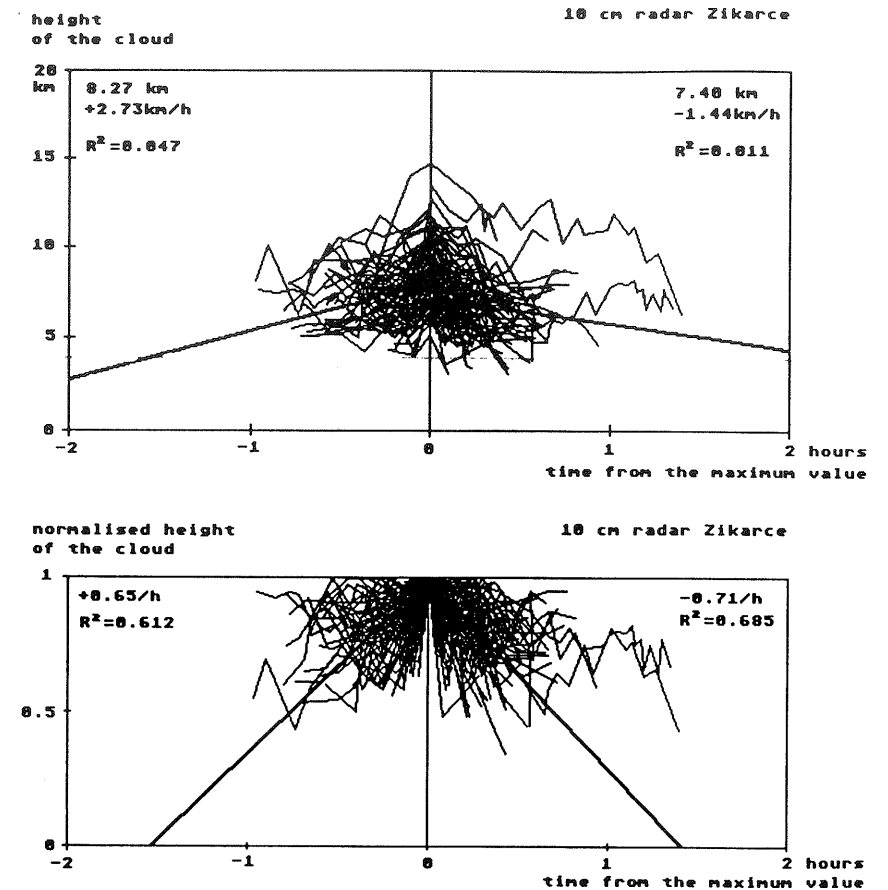 height
of the cloud
10 cm radar Zikarce
20
km
8.27 km
+2.73km/h
R²=0.047
7.40 km
-1.44km/h
R²=0.011
15
10
5
0
-2
-1
0
1
2 hours
time from the maximum value
normalised height
of the cloud
10 cm radar Zikarce
1
+0.65/h
R²=0.612
-0.71/h
R²=0.685
0.5
0
-2
-1
0
1
2 hours
time from the maximum value